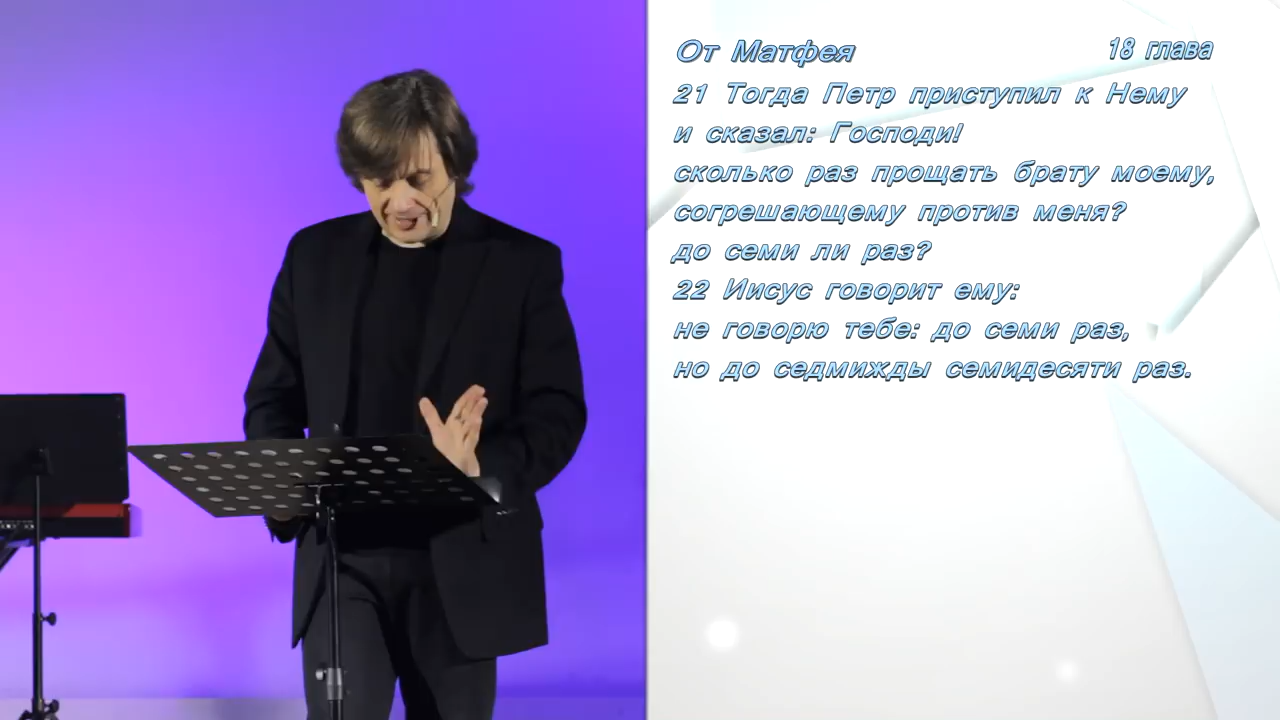 От Матфея 18 глава
21 Тогда Петр приступил к Нему
и сказал: Господи!
сколько раз прощать брату моему,
согрешающему против меня?
до семи ли раз?
22 Иисус говорит ему:
не говорю тебе: до семи раз,
но до седмижды семидесяти раз.